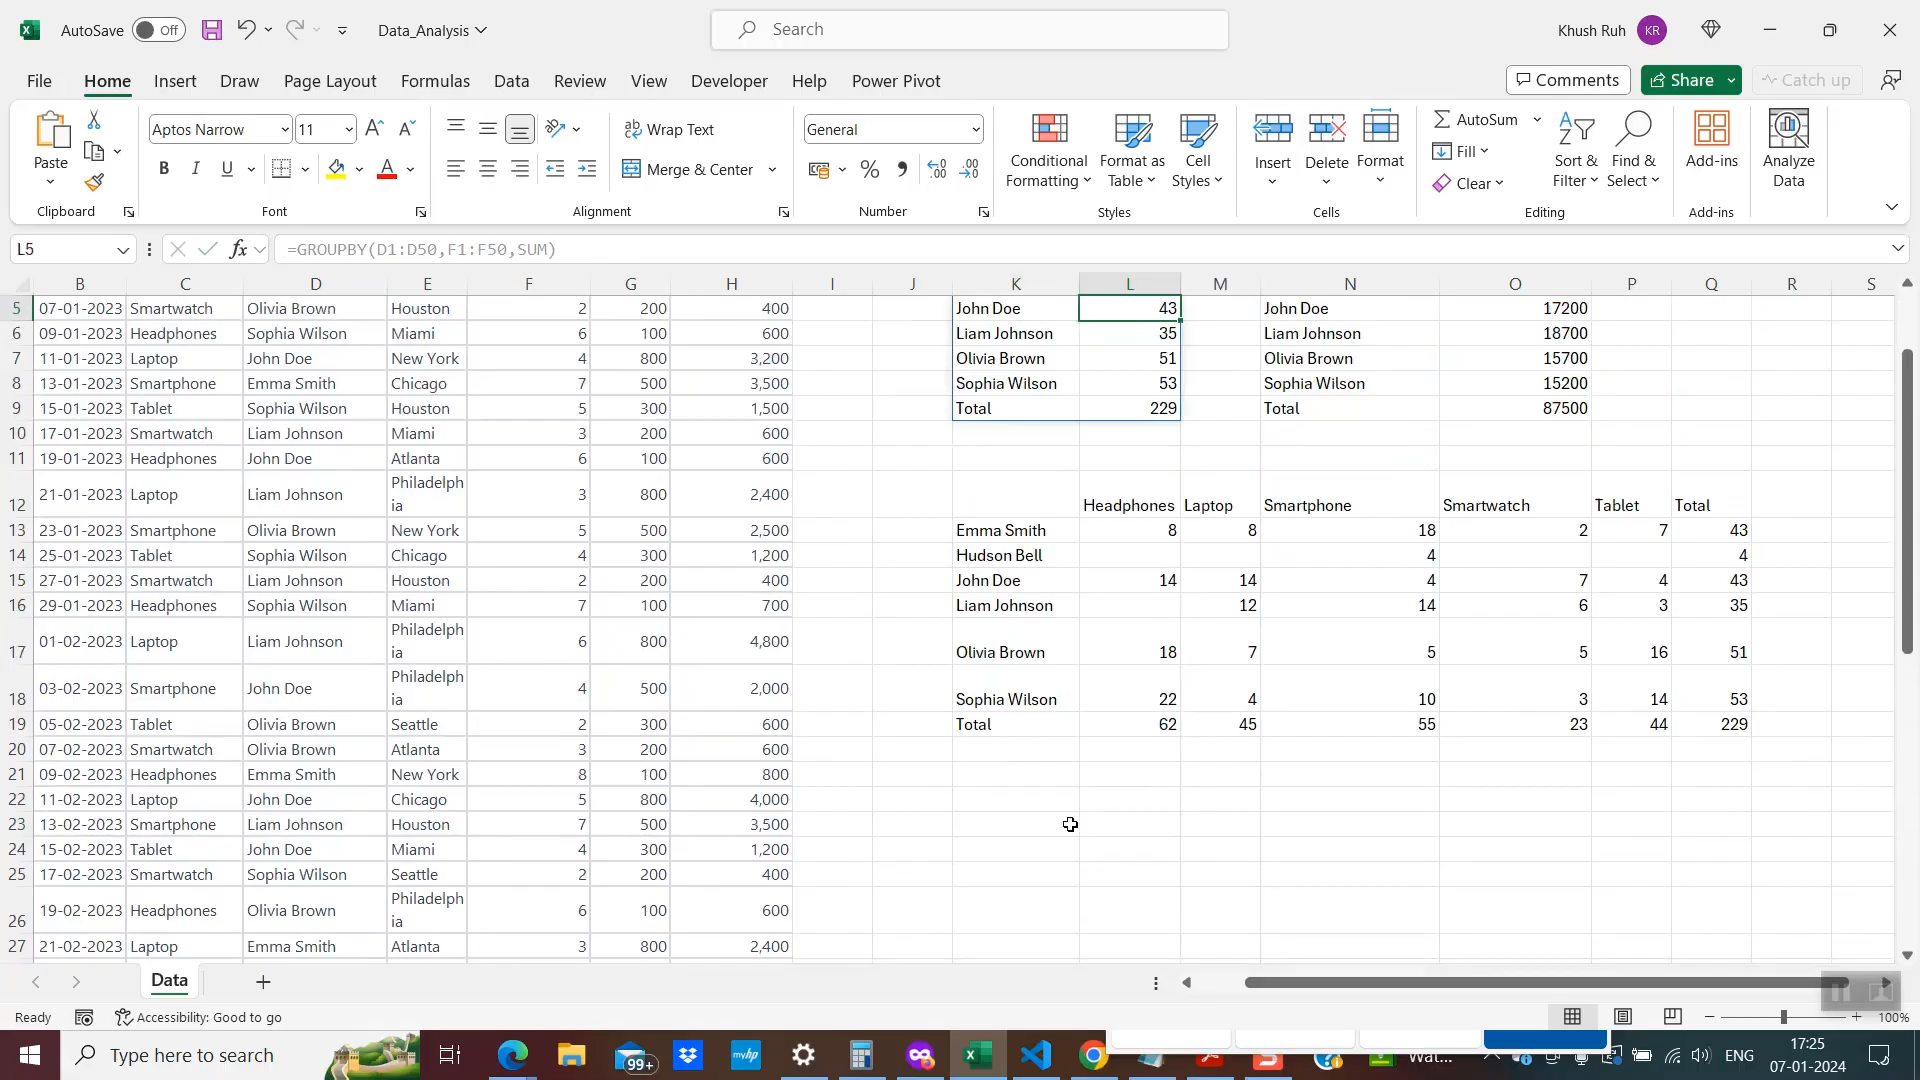 AutoSave Off Data_Analysis Search Khush Ruh KR
File Home Insert Draw Page Layout Formulas Data Review View Developer Help Power Pivot Comments Share Catch up
Paste Aptos Narrow 11 Wrap Text General Conditional Formatting Format as Table Cell Styles Insert Delete Format AutoSum Sort & Filter Find & Select Add-ins Analyze Data
B I U A Merge & Center % Fill Clear
Clipboard Font Alignment Number Styles Cells Editing Add-ins
L5 fx =GROUPBY(D1:D50,F1:F50,SUM)
B C D E F G H I J K L M N O P Q R S
5 07-01-2023 Smartwatch Olivia Brown Houston 2 200 400 John Doe 43 John Doe 17200
6 09-01-2023 Headphones Sophia Wilson Miami 6 100 600 Liam Johnson 35 Liam Johnson 18700
7 11-01-2023 Laptop John Doe New York 4 800 3,200 Olivia Brown 51 Olivia Brown 15700
8 13-01-2023 Smartphone Emma Smith Chicago 7 500 3,500 Sophia Wilson 53 Sophia Wilson 15200
9 15-01-2023 Tablet Sophia Wilson Houston 5 300 1,500 Total 229 Total 87500
10 17-01-2023 Smartwatch Liam Johnson Miami 3 200 600
11 19-01-2023 Headphones John Doe Atlanta 6 100 600
12 21-01-2023 Laptop Liam Johnson Philadelphia 3 800 2,400 Headphones Laptop Smartphone Smartwatch Tablet Total
13 23-01-2023 Smartphone Olivia Brown New York 5 500 2,500 Emma Smith 8 8 18 2 7 43
14 25-01-2023 Tablet Sophia Wilson Chicago 4 300 1,200 Hudson Bell 4 4
15 27-01-2023 Smartwatch Liam Johnson Houston 2 200 400 John Doe 14 14 4 7 4 43
16 29-01-2023 Headphones Sophia Wilson Miami 7 100 700 Liam Johnson 12 14 6 3 35
17 01-02-2023 Laptop Liam Johnson Philadelphia 6 800 4,800 Olivia Brown 18 7 5 5 16 51
18 03-02-2023 Smartphone John Doe Philadelphia 4 500 2,000 Sophia Wilson 22 4 10 3 14 53
19 05-02-2023 Tablet Olivia Brown Seattle 2 300 600 Total 62 45 55 23 44 229
20 07-02-2023 Smartwatch Olivia Brown Atlanta 3 200 600
21 09-02-2023 Headphones Emma Smith New York 8 100 800
22 11-02-2023 Laptop John Doe Chicago 5 800 4,000
23 13-02-2023 Smartphone Liam Johnson Houston 7 500 3,500
24 15-02-2023 Tablet John Doe Miami 4 300 1,200
25 17-02-2023 Smartwatch Sophia Wilson Seattle 2 200 400
26 19-02-2023 Headphones Olivia Brown Philadelphia 6 100 600
27 21-02-2023 Laptop Emma Smith Atlanta 3 800 2,400
Data
Ready Accessibility: Good to go 100%
Type here to search 99+ myhp Wat... ENG 17:25
07-01-2024